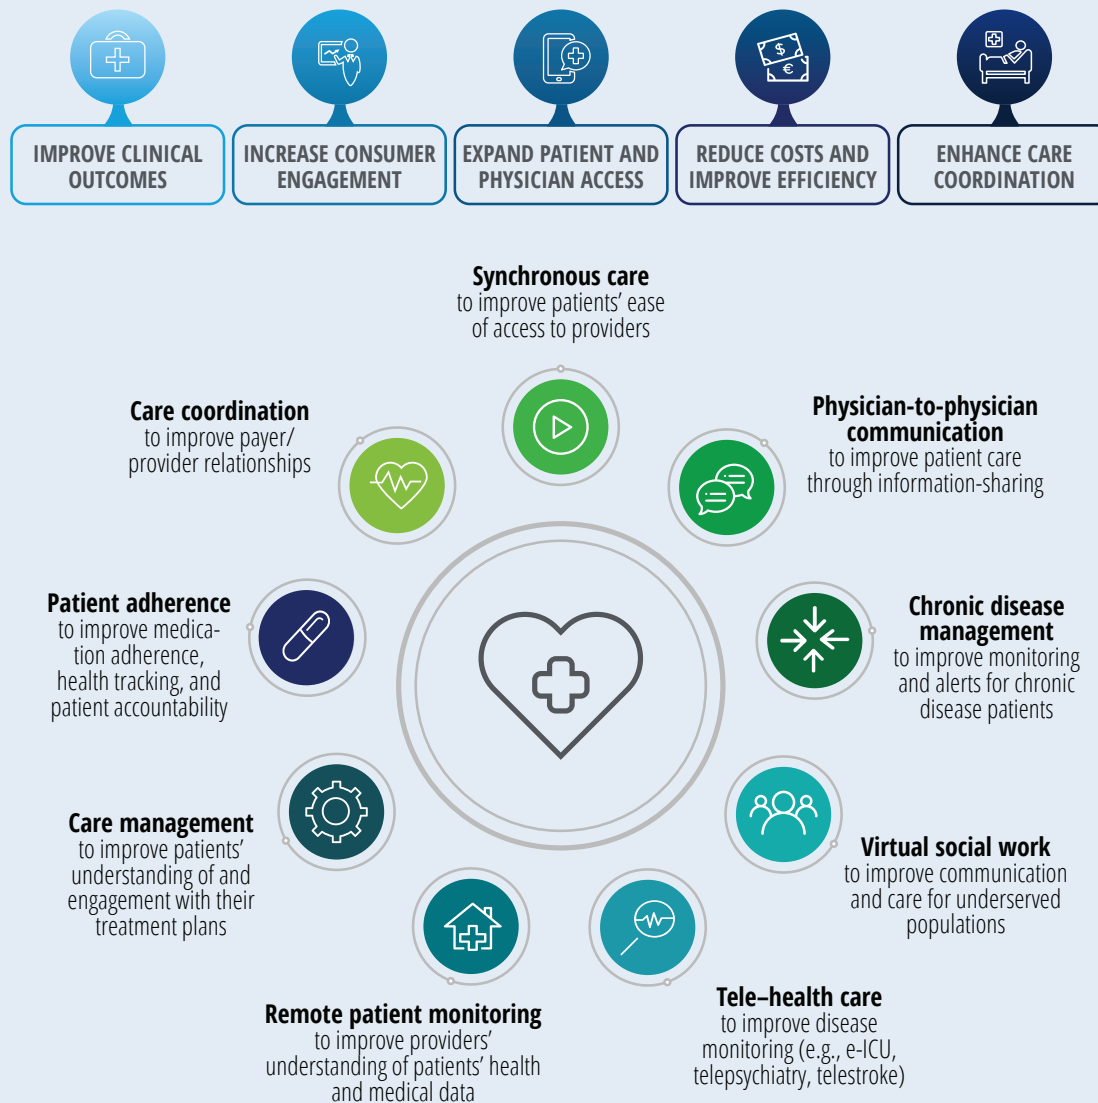 IMPROVE CLINICAL
OUTCOMES
INCREASE CONSUMER
ENGAGEMENT
EXPAND PATIENT AND
PHYSICIAN ACCESS
REDUCE COSTS AND
IMPROVE EFFICIENCY
ENHANCE CARE
COORDINATION
Synchronous care
to improve patients’ ease
of access to providers
Physician-to-physician
communication
to improve patient care
through information-sharing
Chronic disease
management
to improve monitoring
and alerts for chronic
disease patients
Virtual social work
to improve communication
and care for underserved
populations
Tele–health care
to improve disease
monitoring (e.g., e-ICU,
telepsychiatry, telestroke)
Remote patient monitoring
to improve providers’
understanding of patients’ health
and medical data
Care management
to improve patients’
understanding of and
engagement with their
treatment plans
Patient adherence
to improve medica-
tion adherence,
health tracking, and
patient accountability
Care coordination
to improve payer/
provider relationships